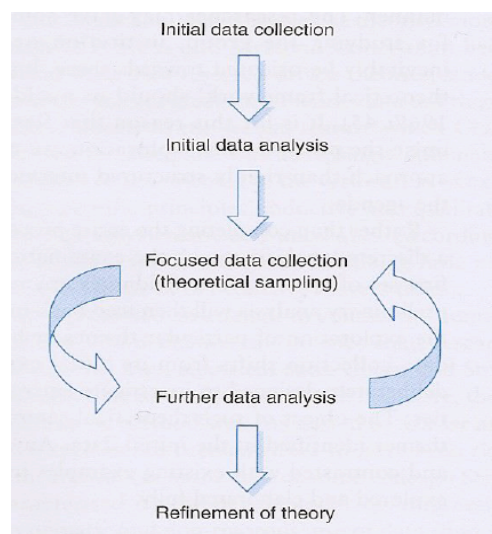 Initial data collection
Initial data analysis
Focused data collection
(theoretical sampling)
Further data analysis
Refinement of theory